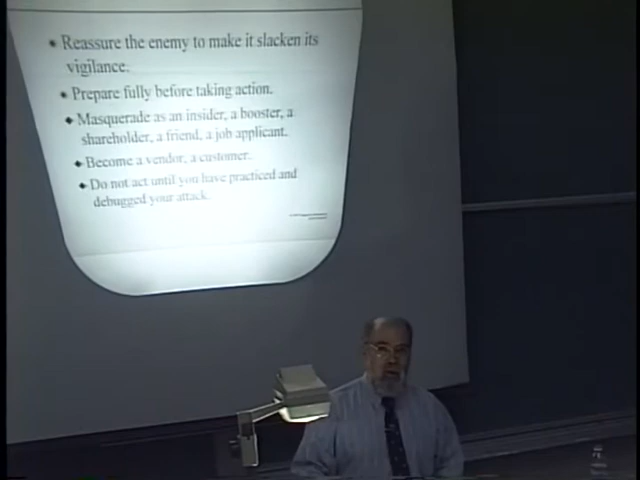 Reassure the enemy to make it slacken its
vigilance.
Prepare fully before taking action.
Masquerade as an insider, a booster, a
shareholder, a friend, a job applicant.
Become a vendor, a customer.
Do not act until you have practiced and
debugged your attack.